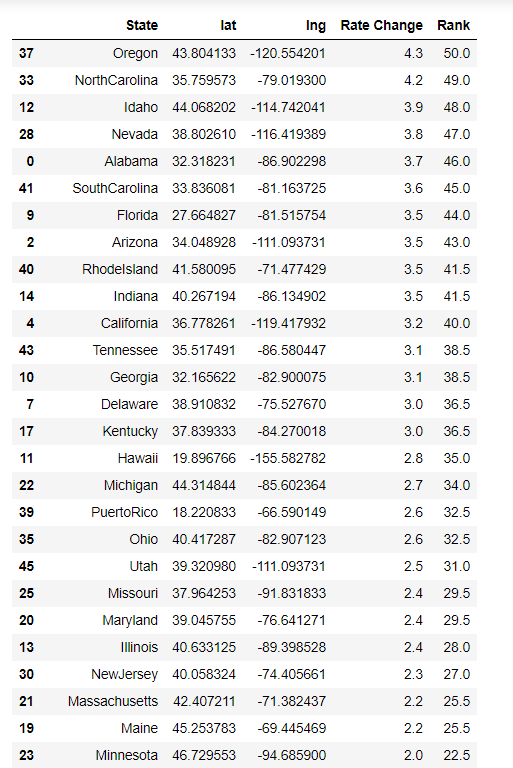 State lat lng Rate Change Rank
37 Oregon 43.804133 -120.554201 4.3 50.0
33 NorthCarolina 35.759573 -79.019300 4.2 49.0
12 Idaho 44.068202 -114.742041 3.9 48.0
28 Nevada 38.802610 -116.419389 3.8 47.0
0 Alabama 32.318231 -86.902298 3.7 46.0
41 SouthCarolina 33.836081 -81.163725 3.6 45.0
9 Florida 27.664827 -81.515754 3.5 44.0
2 Arizona 34.048928 -111.093731 3.5 43.0
40 RhodeIsland 41.580095 -71.477429 3.5 41.5
14 Indiana 40.267194 -86.134902 3.5 41.5
4 California 36.778261 -119.417932 3.2 40.0
43 Tennessee 35.517491 -86.580447 3.1 38.5
10 Georgia 32.165622 -82.900075 3.1 38.5
7 Delaware 38.910832 -75.527670 3.0 36.5
17 Kentucky 37.839333 -84.270018 3.0 36.5
11 Hawaii 19.896766 -155.582782 2.8 35.0
22 Michigan 44.314844 -85.602364 2.7 34.0
39 PuertoRico 18.220833 -66.590149 2.6 32.5
35 Ohio 40.417287 -82.907123 2.6 32.5
45 Utah 39.320980 -111.093731 2.5 31.0
25 Missouri 37.964253 -91.831833 2.4 29.5
20 Maryland 39.045755 -76.641271 2.4 29.5
13 Illinois 40.633125 -89.398528 2.4 28.0
30 NewJersey 40.058324 -74.405661 2.3 27.0
21 Massachusetts 42.407211 -71.382437 2.2 25.5
19 Maine 45.253783 -69.445469 2.2 25.5
23 Minnesota 46.729553 -94.685900 2.0 22.5